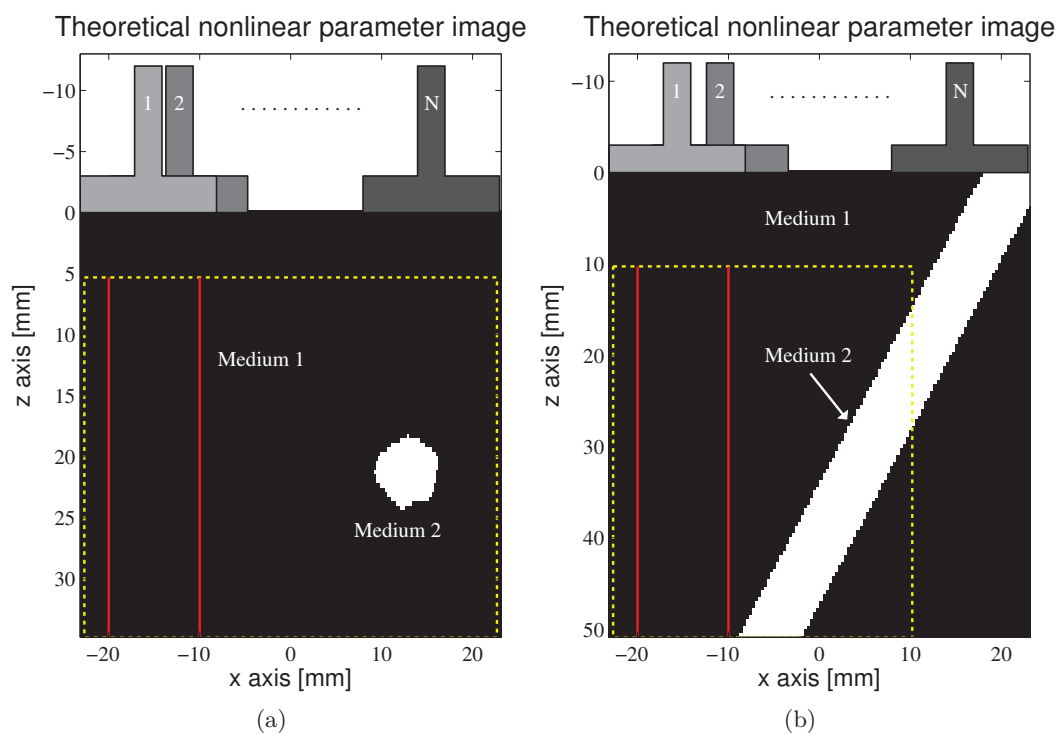 Theoretical nonlinear parameter image
−10
−5
0
5
10
15
20
25
30
z axis [mm]
1
2
. . . . . . . . . . . .
N
Medium 1
Medium 2
−20
−10
0
10
20
x axis [mm]
(a)
Theoretical nonlinear parameter image
−10
0
10
20
30
40
50
z axis [mm]
1
2
. . . . . . . . . . . .
N
Medium 1
Medium 2
−20
−10
0
10
20
x axis [mm]
(b)